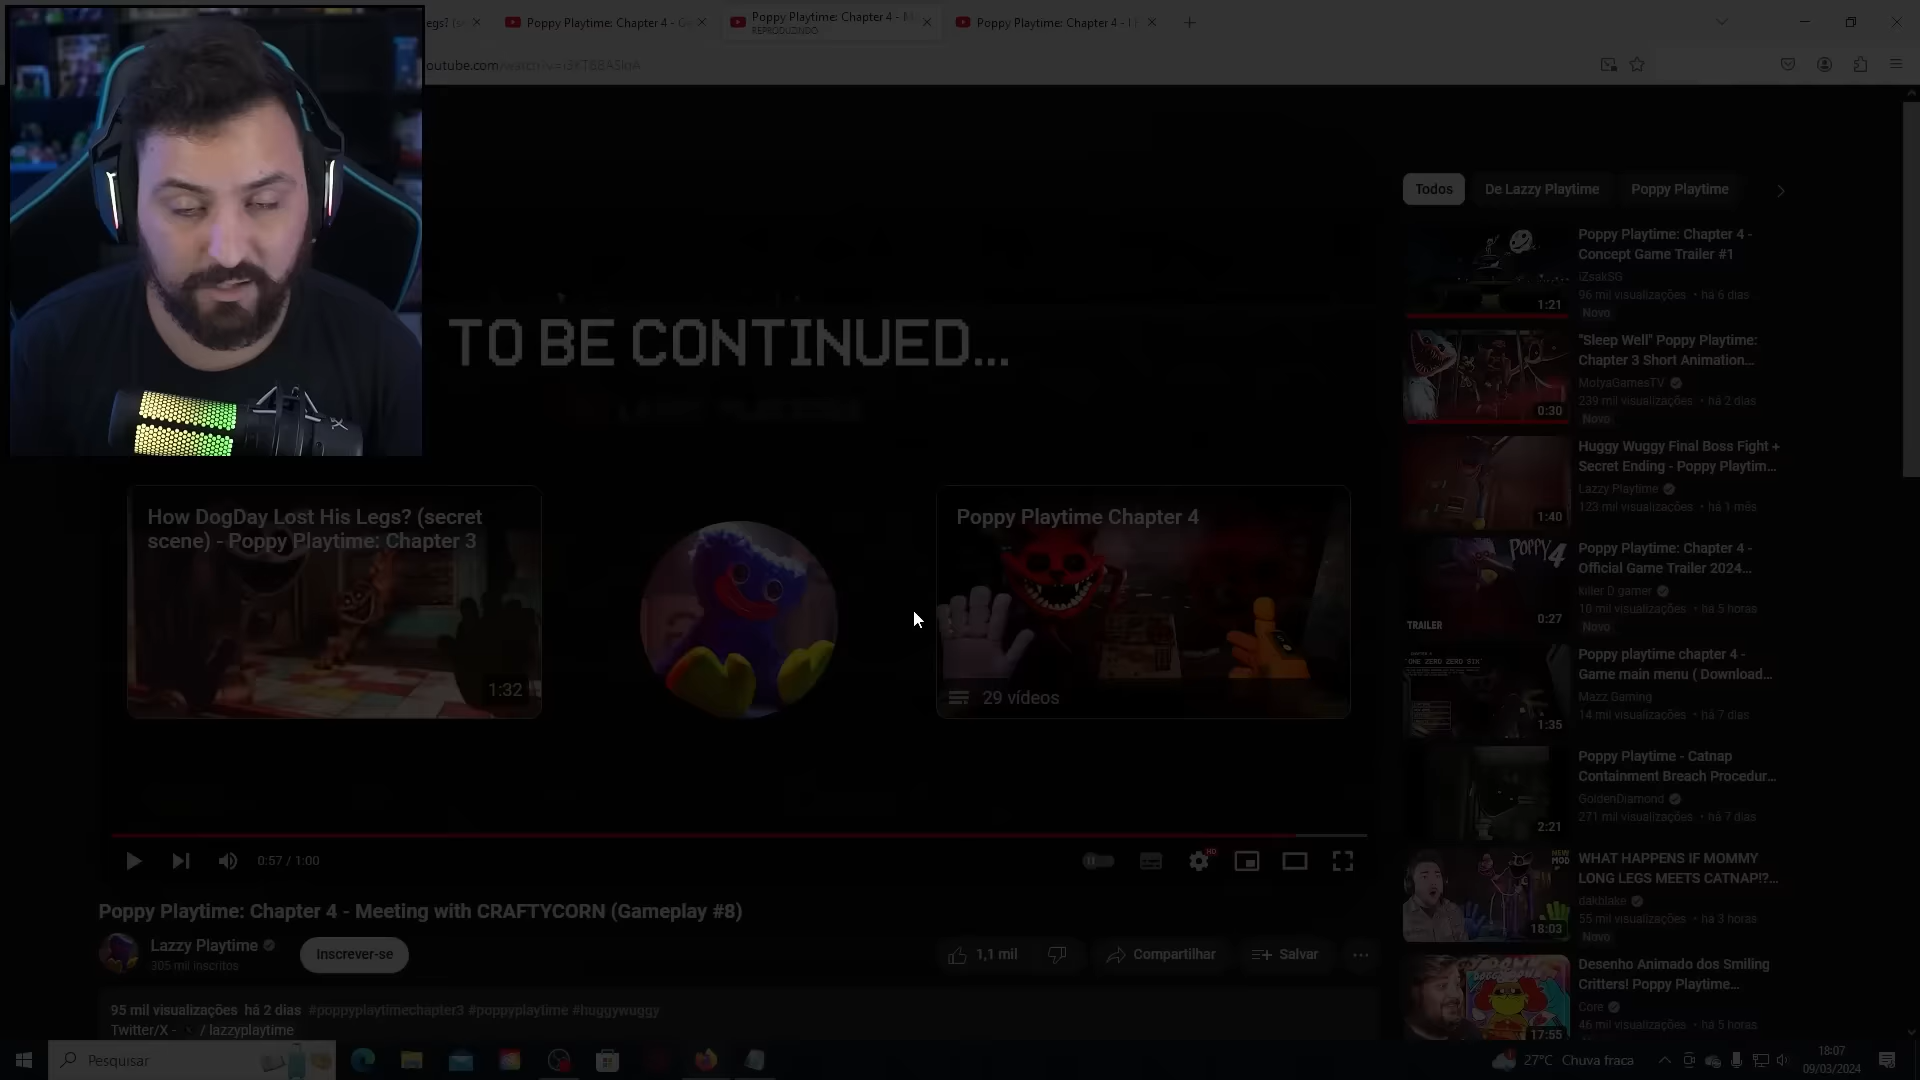 Poppy Playtime: Chapter 4 - G
Poppy Playtime: Chapter 4 - M
REPRODUZINDO
Poppy Playtime: Chapter 4 - I
TO BE CONTINUED...
How DogDay Lost His Legs? (secret
scene) - Poppy Playtime: Chapter 3
1:32
Poppy Playtime Chapter 4
29 vídeos
0:57 / 1:00
HD
Poppy Playtime: Chapter 4 - Meeting with CRAFTYCORN (Gameplay #8)
Lazzy Playtime
305 mil inscritos
Inscrever-se
1,1 mil
Compartilhar
Salvar
95 mil visualizações há 2 dias #poppyplaytimechapter3 #poppyplaytime #huggywuggy
Twitter/X - / lazzyplaytime
Todos
De Lazzy Playtime
Poppy Playtime
Poppy Playtime: Chapter 4 -
Concept Game Trailer #1
iZsakSG
96 mil visualizações • há 6 dias
Novo
1:21
"Sleep Well" Poppy Playtime:
Chapter 3 Short Animation...
MotyaGamesTV
239 mil visualizações • há 2 dias
Novo
0:30
Huggy Wuggy Final Boss Fight +
Secret Ending - Poppy Playtim...
Lazzy Playtime
123 mil visualizações • há 1 mês
1:40
POPPY 4
TRAILER
Poppy Playtime: Chapter 4 -
Official Game Trailer 2024...
Killer D gamer
10 mil visualizações • há 5 horas
Novo
0:27
Poppy playtime chapter 4 -
Game main menu ( Download...
Mazz Gaming
14 mil visualizações • há 7 dias
1:35
Poppy Playtime - Catnap
Containment Breach Procedur...
GoldenDiamond
271 mil visualizações • há 7 dias
2:21
NEW
MOD
WHAT HAPPENS IF MOMMY
LONG LEGS MEETS CATNAP!?...
dakblake
55 mil visualizações • há 3 horas
Novo
18:03
Desenho Animado dos Smiling
Critters! Poppy Playtime...
Core
46 mil visualizações • há 5 horas
17:55
Pesquisar
27°C Chuva fraca
18:07
09/03/2024